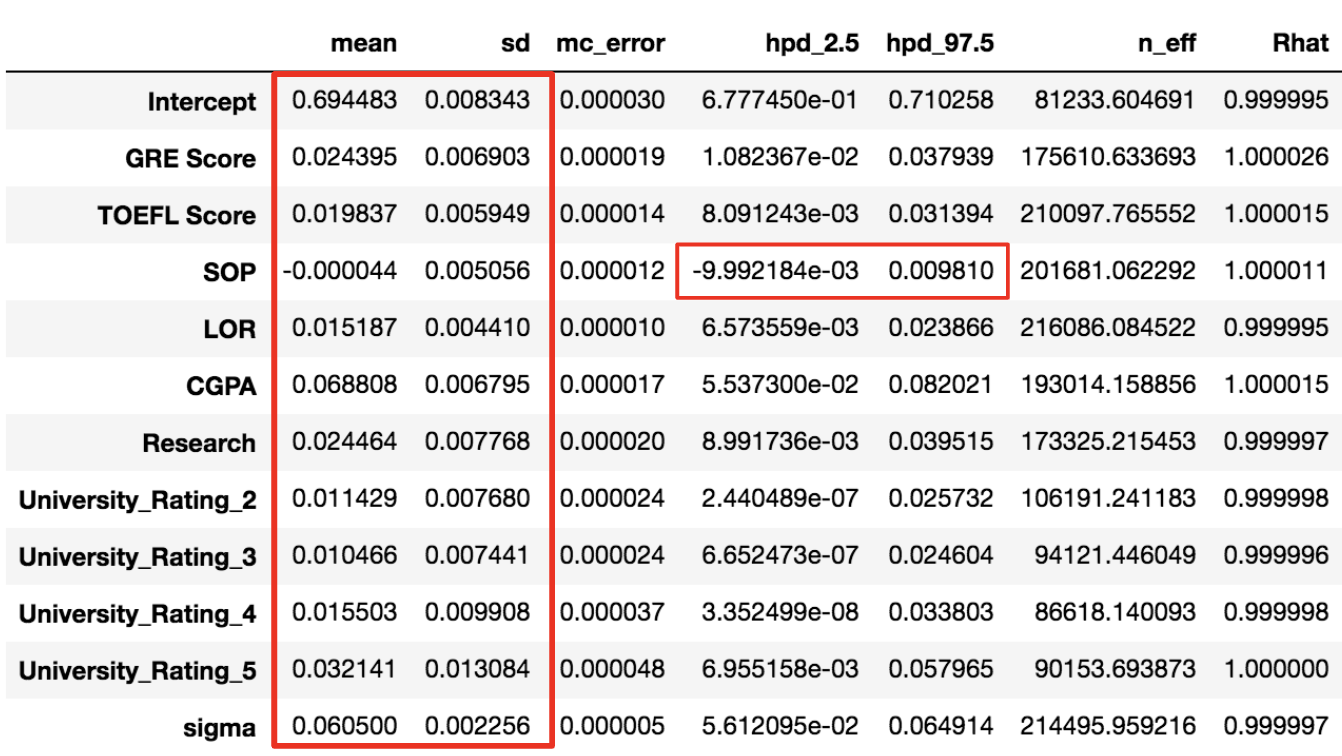 mean sd mc_error hpd_2.5 hpd_97.5 n_eff Rhat
Intercept 0.694483 0.008343 0.000030 6.777450e-01 0.710258 81233.604691 0.999995
GRE Score 0.024395 0.006903 0.000019 1.082367e-02 0.037939 175610.633693 1.000026
TOEFL Score 0.019837 0.005949 0.000014 8.091243e-03 0.031394 210097.765552 1.000015
SOP -0.000044 0.005056 0.000012 -9.992184e-03 0.009810 201681.062292 1.000011
LOR 0.015187 0.004410 0.000010 6.573559e-03 0.023866 216086.084522 0.999995
CGPA 0.068808 0.006795 0.000017 5.537300e-02 0.082021 193014.158856 1.000015
Research 0.024464 0.007768 0.000020 8.991736e-03 0.039515 173325.215453 0.999997
University_Rating_2 0.011429 0.007680 0.000024 2.440489e-07 0.025732 106191.241183 0.999998
University_Rating_3 0.010466 0.007441 0.000024 6.652473e-07 0.024604 94121.446049 0.999996
University_Rating_4 0.015503 0.009908 0.000037 3.352499e-08 0.033803 86618.140093 0.999998
University_Rating_5 0.032141 0.013084 0.000048 6.955158e-03 0.057965 90153.693873 1.000000
sigma 0.060500 0.002256 0.000005 5.612095e-02 0.064914 214495.959216 0.999997